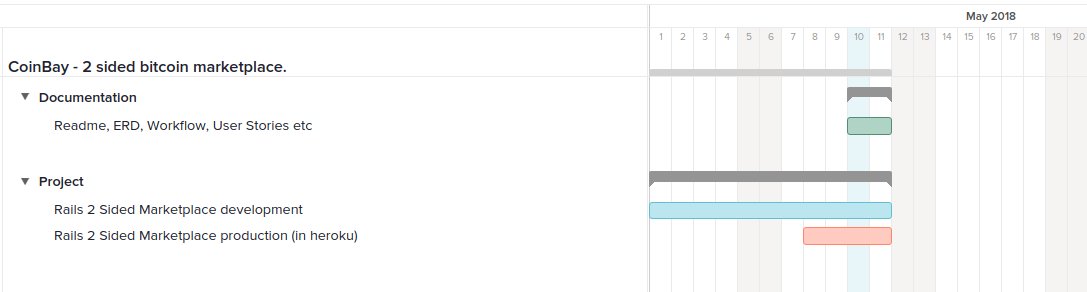 May 2018
1 2 3 4 5 6 7 8 9 10 11 12 13 14 15 16 17 18 19 20
CoinBay - 2 sided bitcoin marketplace.
Documentation
Readme, ERD, Workflow, User Stories etc
Project
Rails 2 Sided Marketplace development
Rails 2 Sided Marketplace production (in heroku)